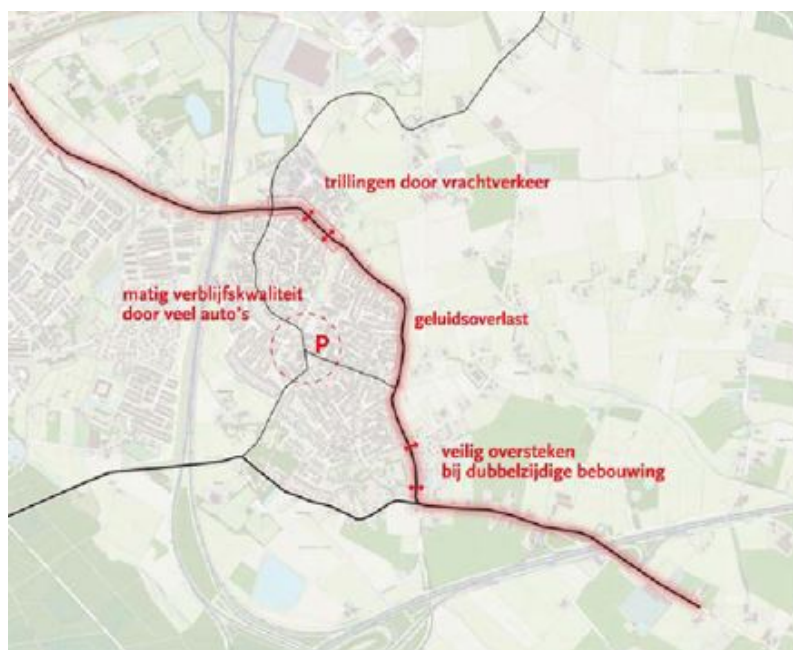 trillingen door vrachtverkeer
matig verblijfskwaliteit
door veel auto's
P
geluidsoverlast
veilig oversteken
bij dubbelzijdige bebouwing